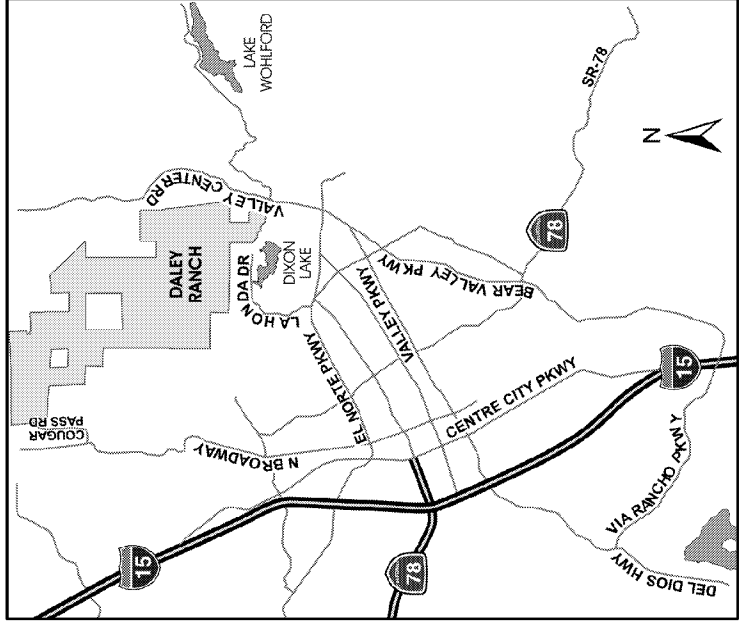 LAKE
WOHLFORD
SR-78
N
VALLEY CENTER RD
DALEY
RANCH
DIXON
LAKE
LA HONDA DR
78
BEAR VALLEY PKWY
VALLEY PKWY
EL NORTE PKWY
COUGAR
PASS RD
N BROADWAY
CENTRE CITY PKWY
15
15
78
VIA RANCHO PKWY
DEL DIOS HWY